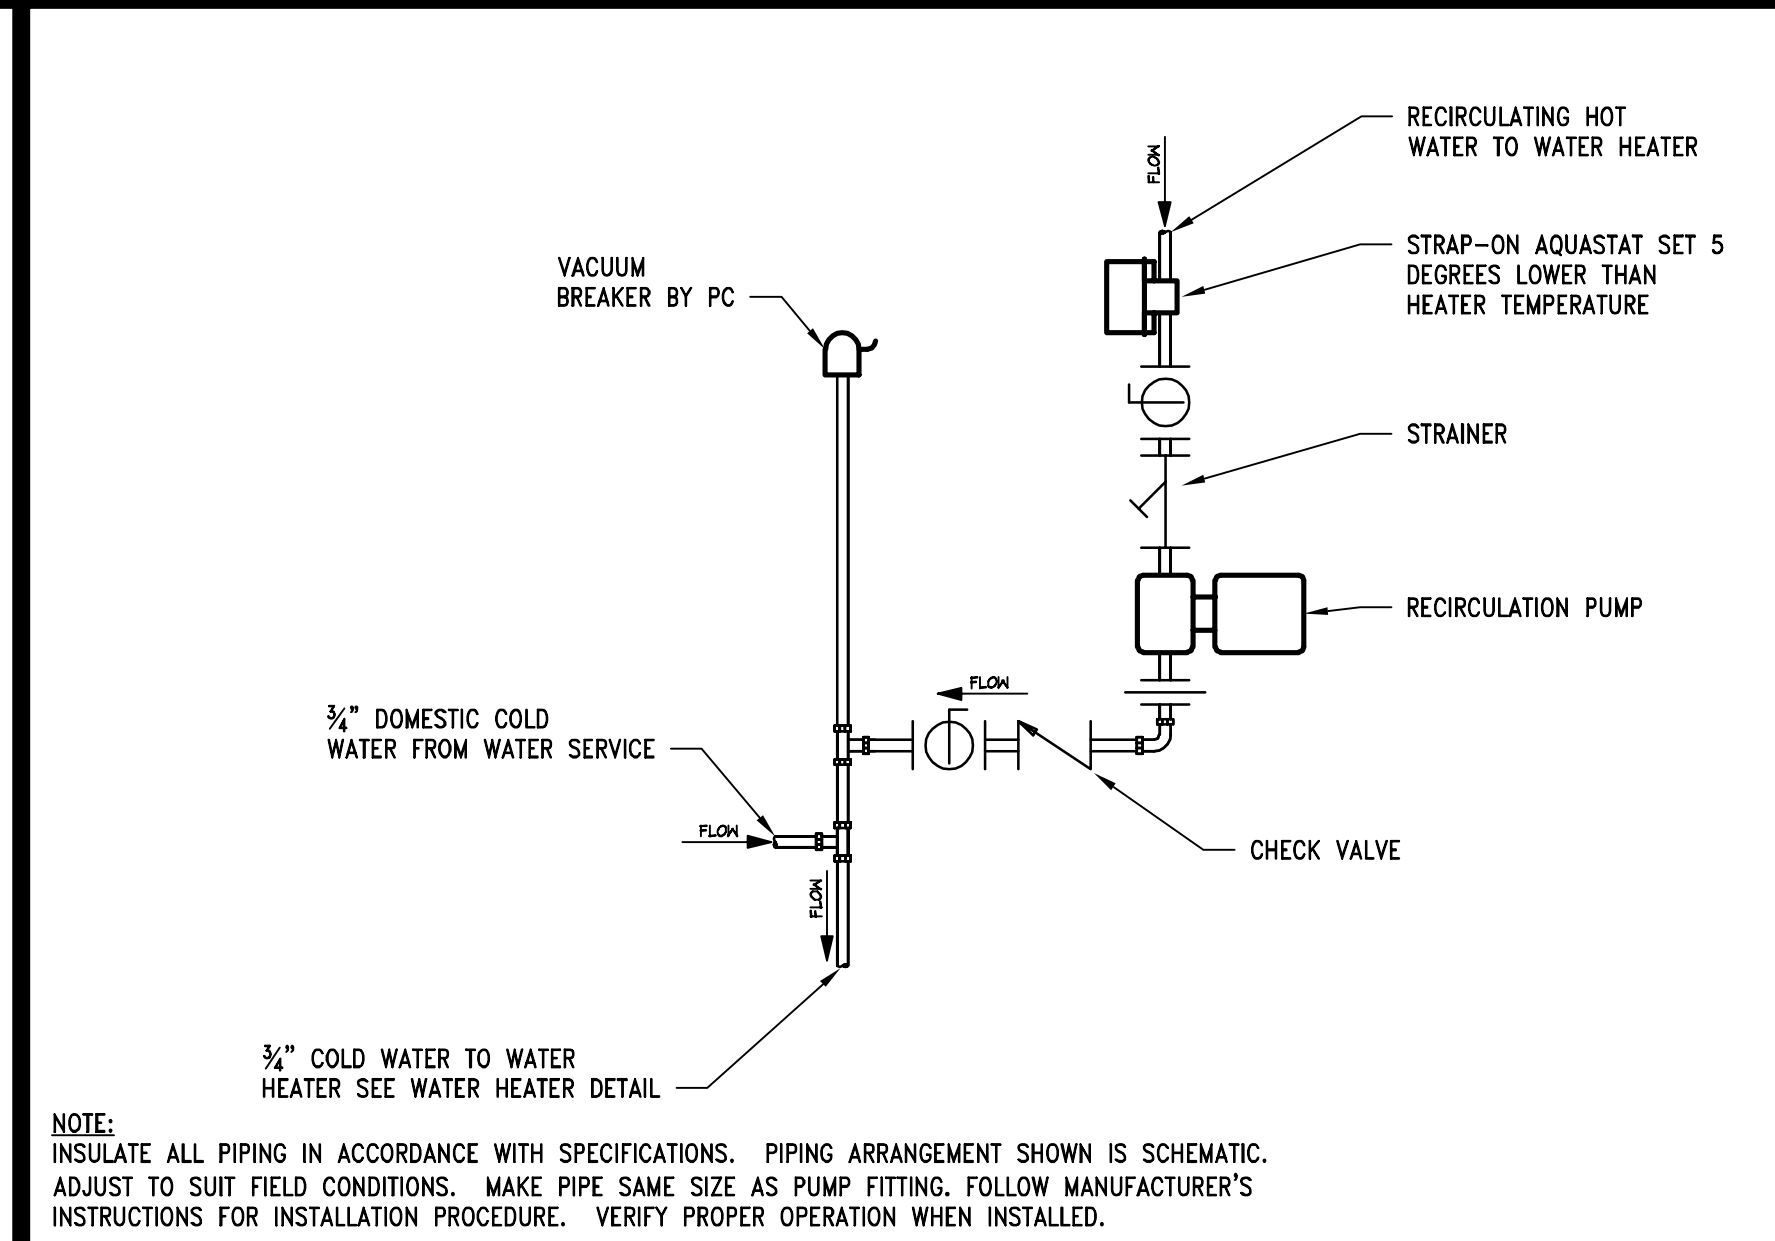 RECIRCULATING HOT
WATER TO WATER HEATER
FLOW
STRAP-ON AQUASTAT SET 5
DEGREES LOWER THAN
HEATER TEMPERATURE
VACUUM
BREAKER BY PC
STRAINER
RECIRCULATION PUMP
FLOW
¾" DOMESTIC COLD
WATER FROM WATER SERVICE
FLOW
CHECK VALVE
FLOW
¾" COLD WATER TO WATER
HEATER SEE WATER HEATER DETAIL
NOTE:
INSULATE ALL PIPING IN ACCORDANCE WITH SPECIFICATIONS. PIPING ARRANGEMENT SHOWN IS SCHEMATIC.
ADJUST TO SUIT FIELD CONDITIONS. MAKE PIPE SAME SIZE AS PUMP FITTING. FOLLOW MANUFACTURER'S
INSTRUCTIONS FOR INSTALLATION PROCEDURE. VERIFY PROPER OPERATION WHEN INSTALLED.